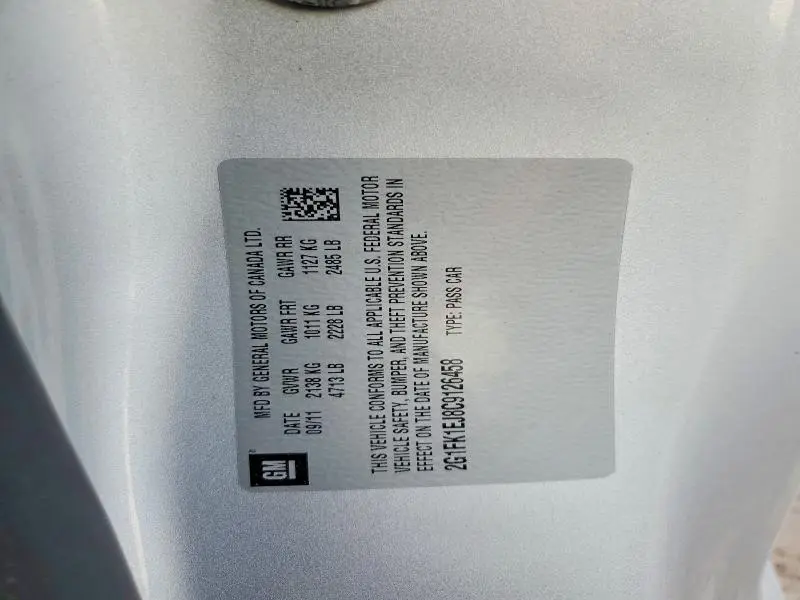 GM
MFD BY GENERAL MOTORS OF CANADA LTD.
DATE GVWR GAWR FRT GAWR RR
09/11 2138 KG 1011 KG 1127 KG
4713 LB 2228 LB 2485 LB
THIS VEHICLE CONFORMS TO ALL APPLICABLE U.S. FEDERAL MOTOR
VEHICLE SAFETY, BUMPER, AND THEFT PREVENTION STANDARDS IN
EFFECT ON THE DATE OF MANUFACTURE SHOWN ABOVE.
2G1FK1EJ8C9126458 TYPE: PASS CAR